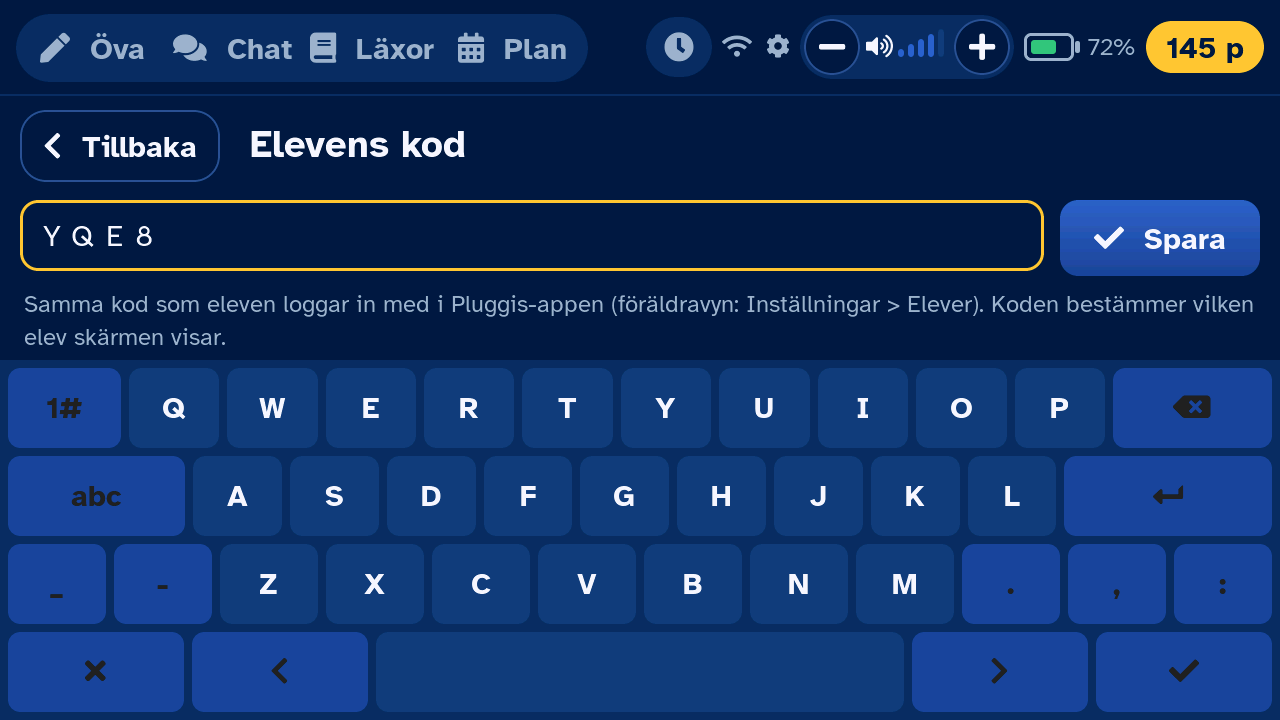 Öva Chat Läxor Plan 72% 145 p
Tillbaka Elevens kod
Y Q E 8 Spara
Samma kod som eleven loggar in med i Pluggis-appen (föräldravyn: Inställningar > Elever). Koden bestämmer vilken
elev skärmen visar.
1# Q W E R T Y U I O P
abc A S D F G H J K L
_ - Z X C V B N M . , :